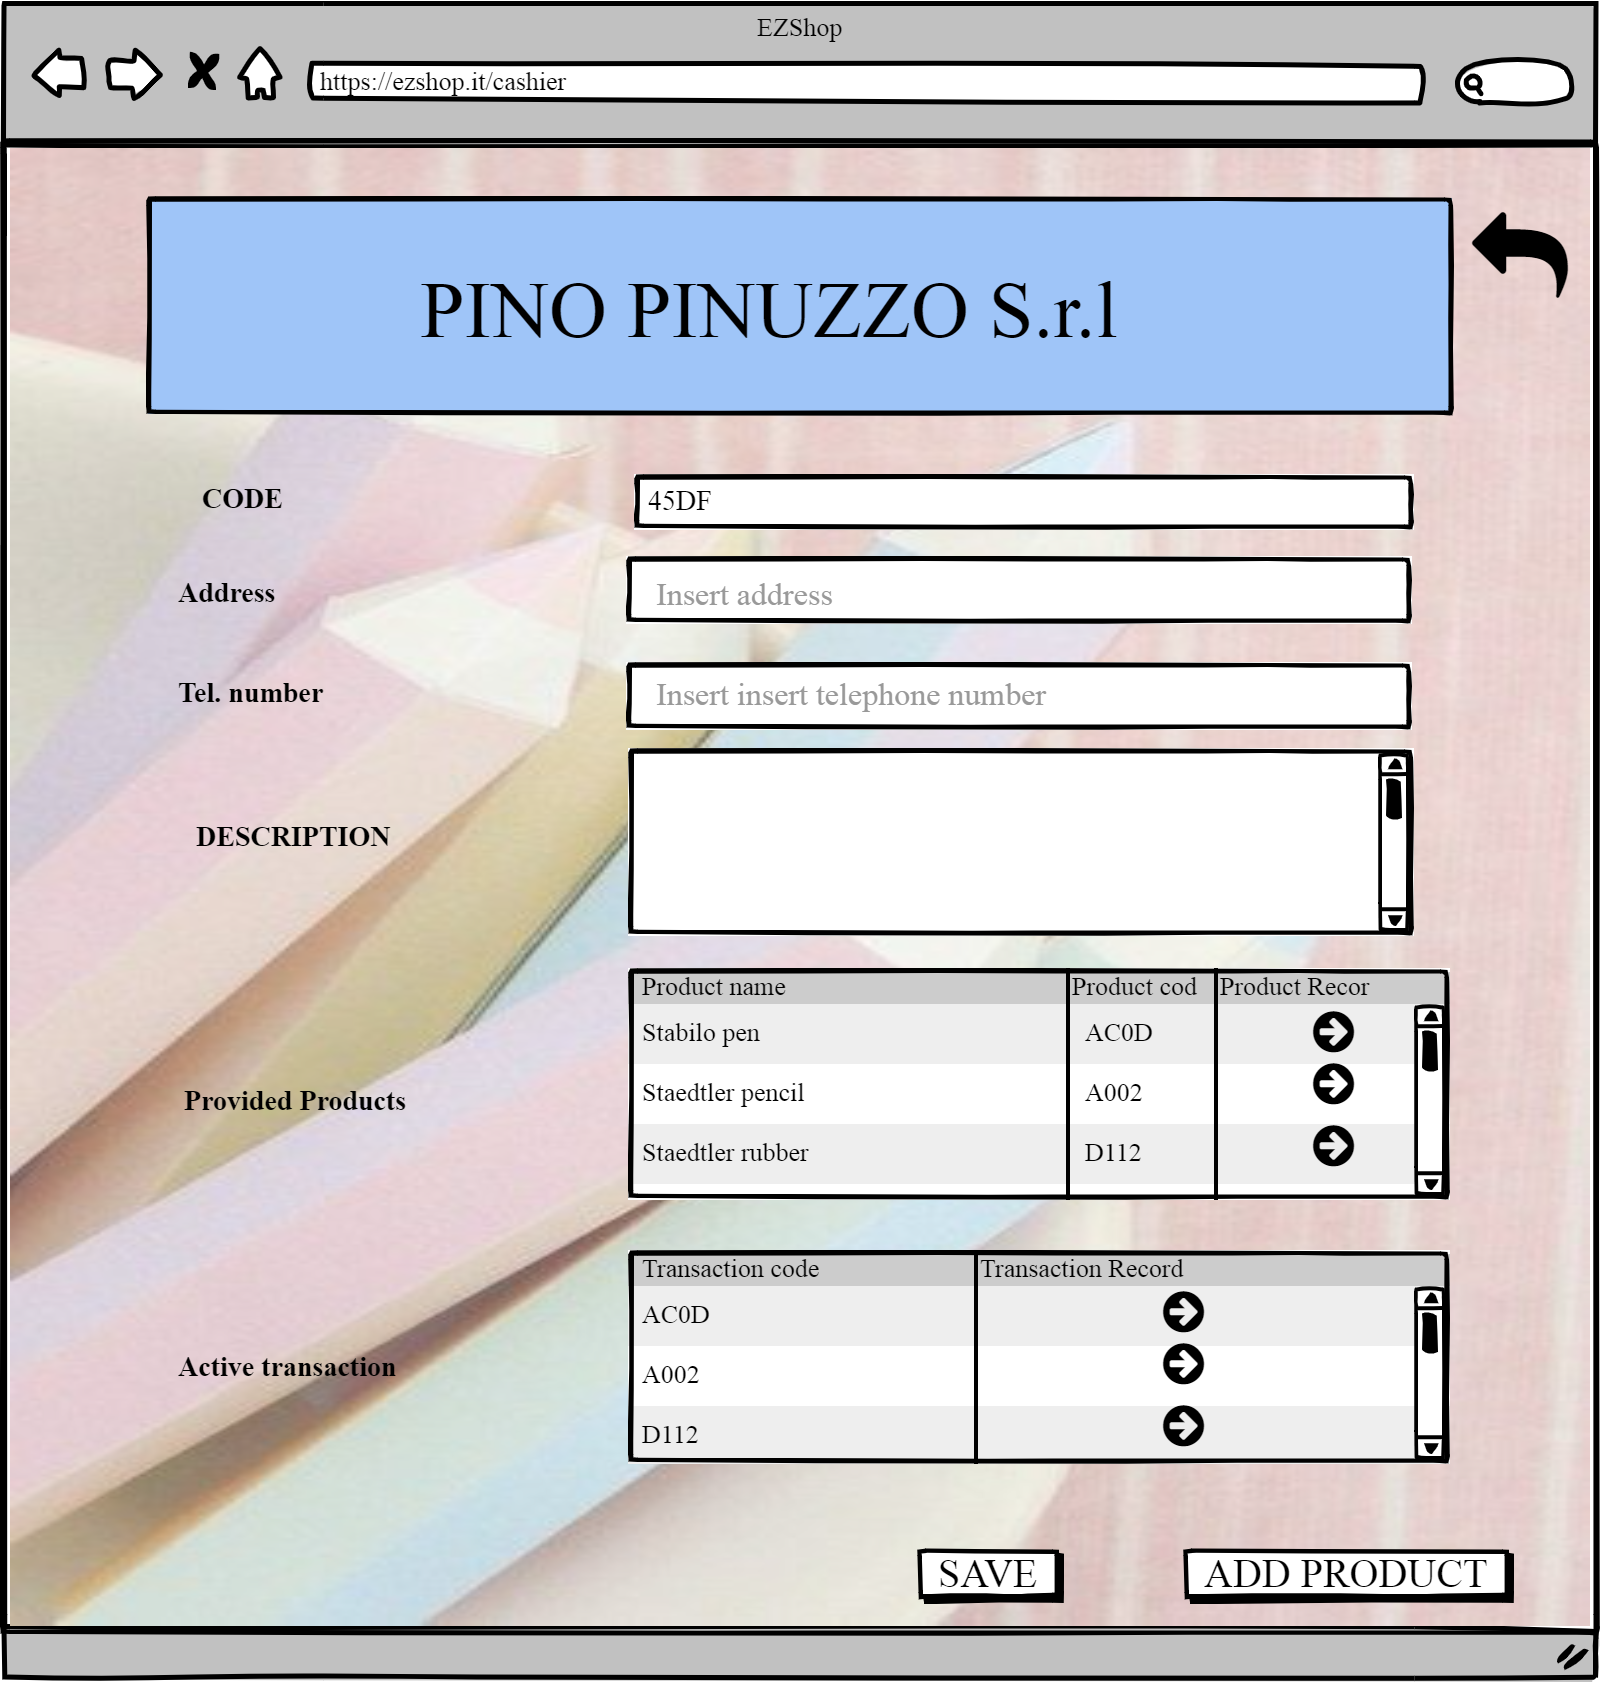 EZShop
https://ezshop.it/cashier
PINO PINUZZO S.r.l
CODE 45DF
Address Insert address
Tel. number Insert insert telephone number
DESCRIPTION
Product name Product cod Product Recor
Stabilo pen AC0D
Staedtler pencil A002
Provided Products
Staedtler rubber D112
Transaction code Transaction Record
AC0D
Active transaction
A002
D112
SAVE ADD PRODUCT